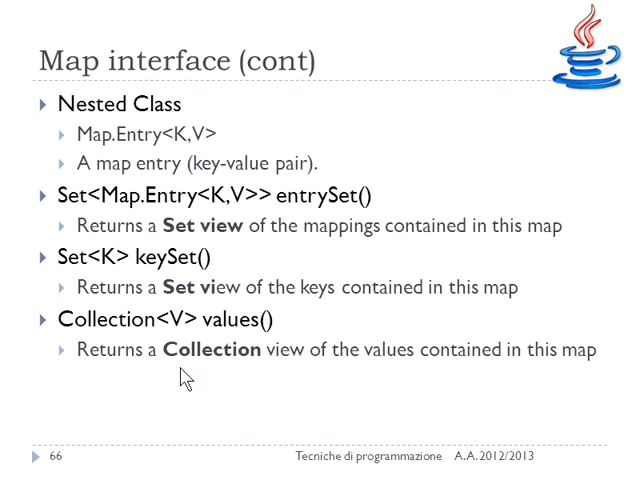 Map interface (cont)
Nested Class
Map.Entry<K,V>
A map entry (key-value pair).
Set<Map.Entry<K,V>> entrySet()
Returns a Set view of the mappings contained in this map
Set<K> keySet()
Returns a Set view of the keys contained in this map
Collection<V> values()
Returns a Collection view of the values contained in this map
66 Tecniche di programmazione A.A. 2012/2013